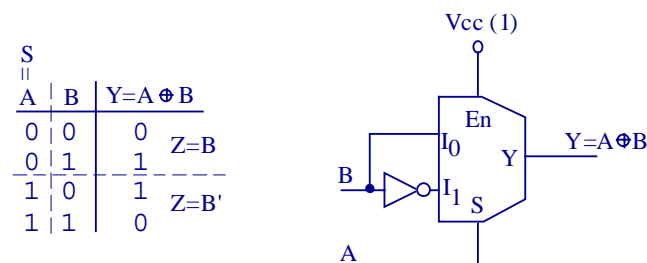 S
=
A B Y=A ⊕ B
0 0 0
Z=B
0 1 1
1 0 1
Z=B'
1 1 0
Vcc (1)
En
I0
Y
Y=A⊕B
B
I1
S
A